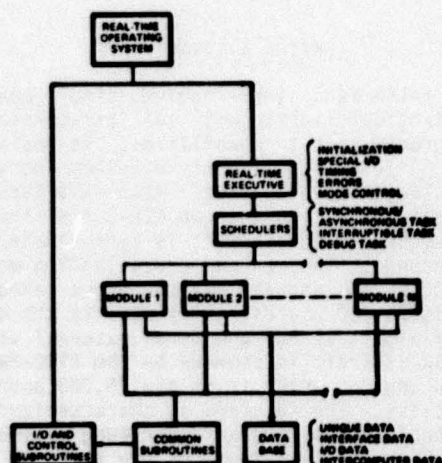 REAL-TIME
OPERATING
SYSTEM
REAL-TIME
EXECUTIVE
INITIALIZATION
SPECIAL I/O
TIMING
ERRORS
MODE CONTROL
SCHEDULERS
SYNCHRONOUS/
ASYNCHRONOUS TASK
INTERRUPTIBLE TASK
DEBUG TASK
MODULE 1
MODULE 2
MODULE N
I/O AND
CONTROL
SUBROUTINES
COMMON
SUBROUTINES
DATA
BASE
UNIQUE DATA
INTERFACE DATA
I/O DATA
INTERCOMPUTER DATA